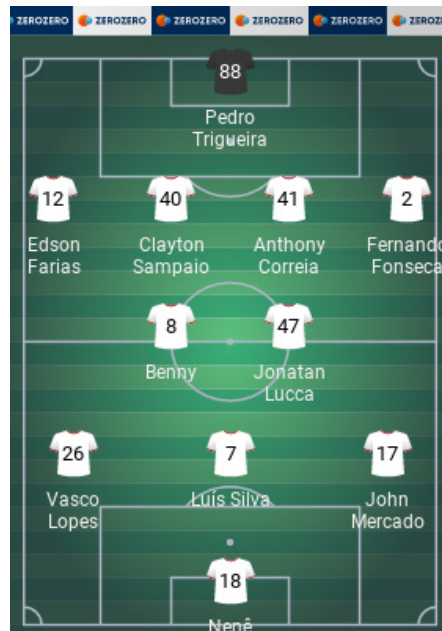 ZEROZERO ZEROZERO ZEROZERO ZEROZERO ZEROZERO
88
Pedro
Trigueira
12 40 41 2
Edson Clayton Anthony Fernando
Farias Sampaio Correia Fonseca
8 47
Benny Jonatan
Lucca
26 7 17
Vasco Luis Silva John
Lopes Mercado
18
Nenê